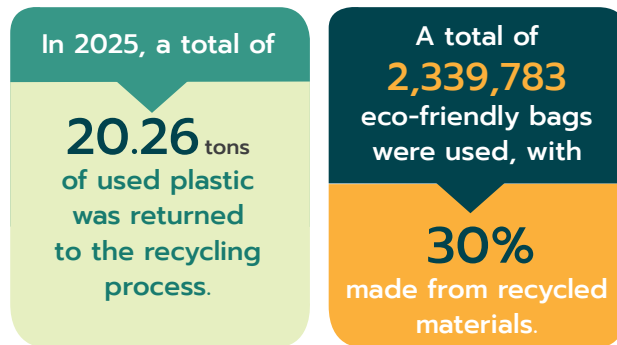 In 2025, a total of
20.26 tons
of used plastic
was returned
to the recycling
process.
A total of
2,339,783
eco-friendly bags
were used, with
30%
made from recycled
materials.